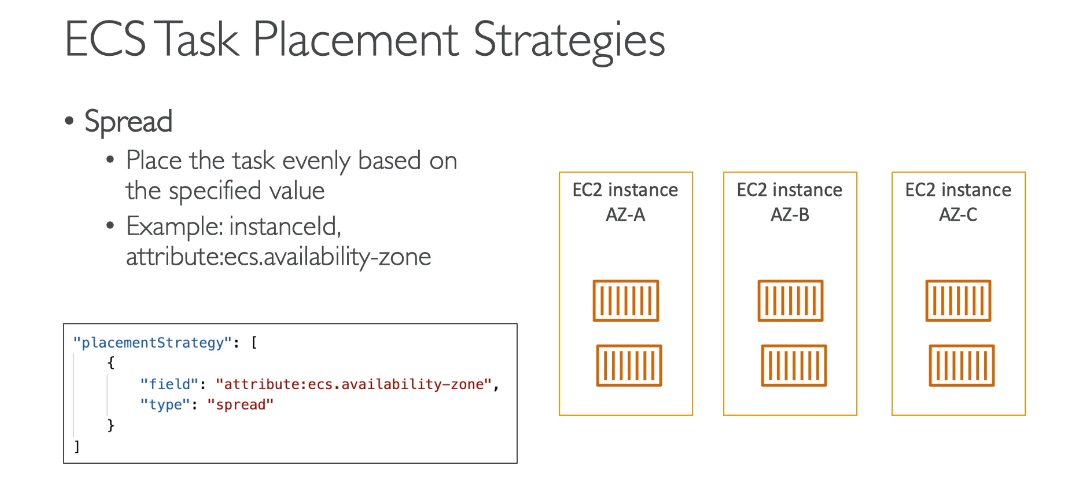 ECS Task Placement Strategies
• Spread
• Place the task evenly based on
the specified value
• Example: instanceId,
attribute:ecs.availability-zone
"placementStrategy": [
{
"field": "attribute:ecs.availability-zone",
"type": "spread"
}
]
EC2 instance
AZ-A
EC2 instance
AZ-B
EC2 instance
AZ-C